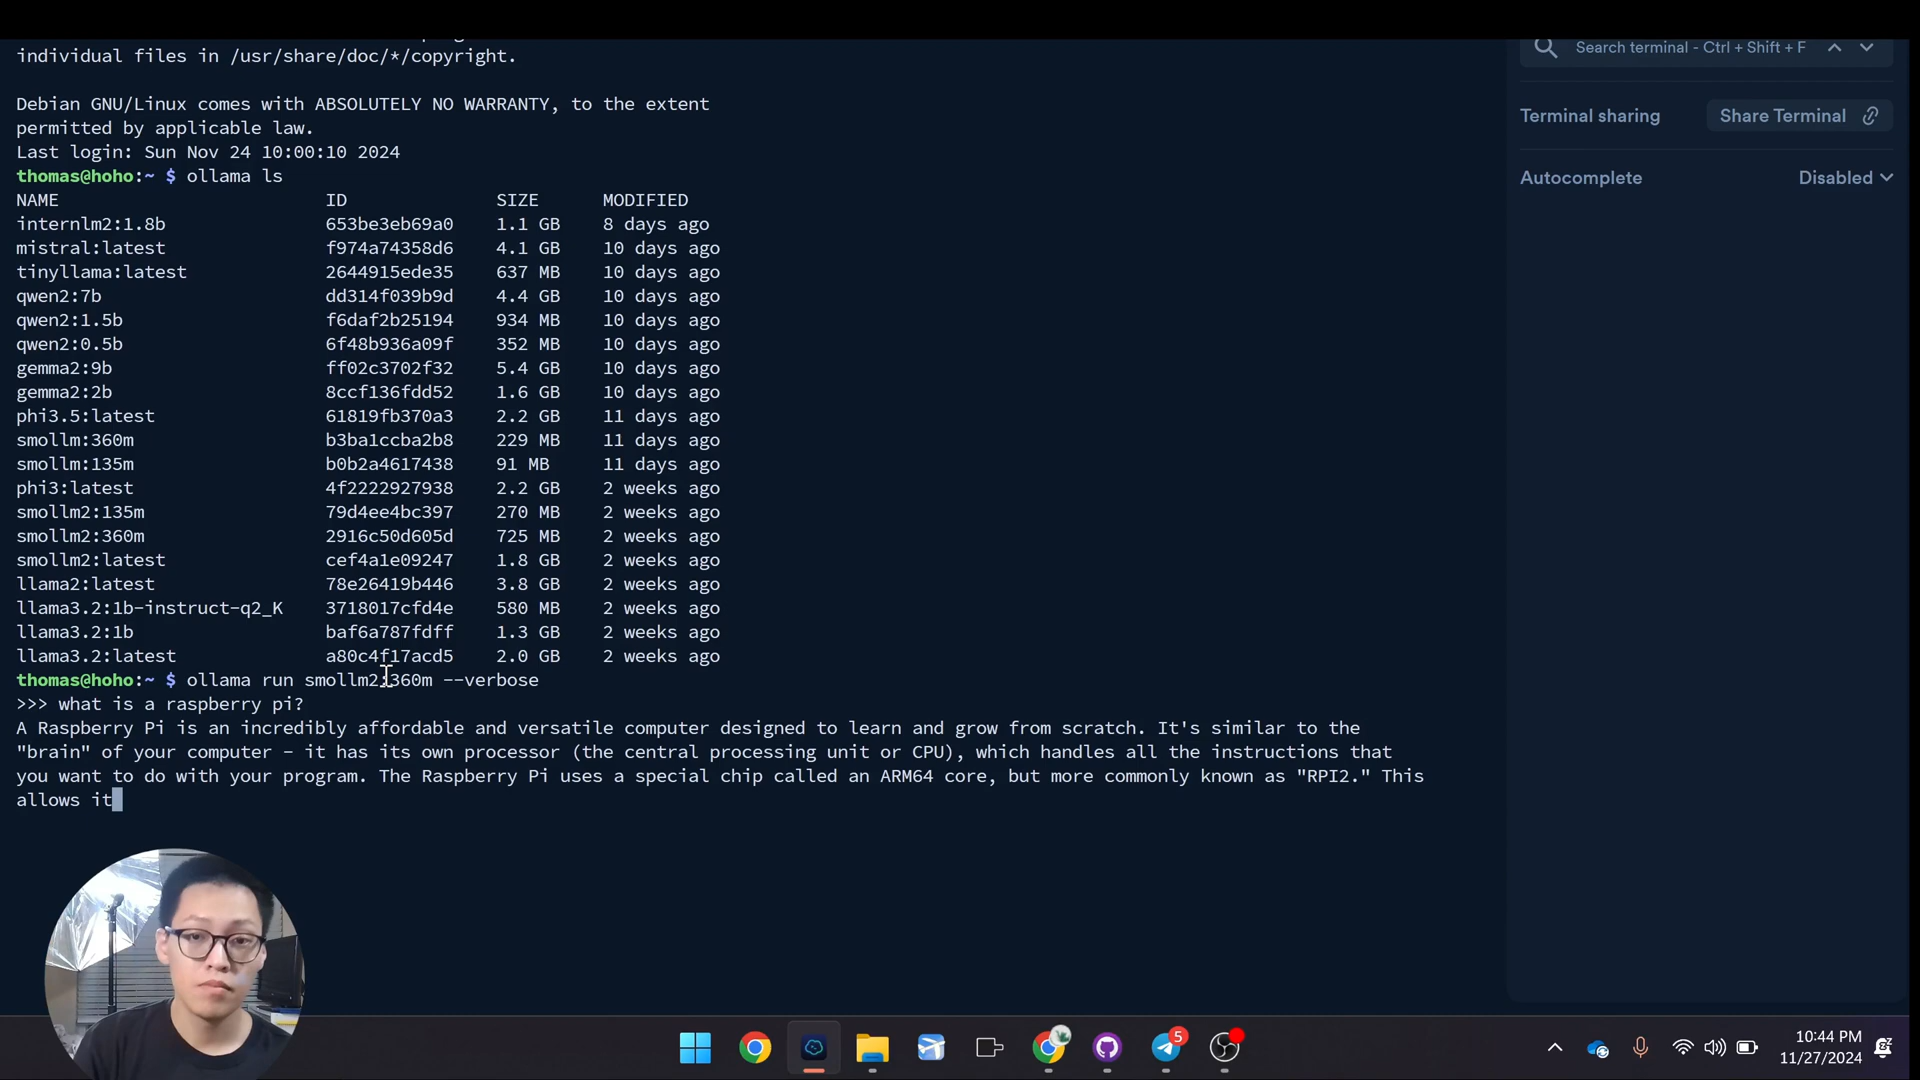 individual files in /usr/share/doc/*/copyright.
Search terminal - Ctrl + Shift + F
Debian GNU/Linux comes with ABSOLUTELY NO WARRANTY, to the extent
permitted by applicable law.
Terminal sharing
Share Terminal
Last login: Sun Nov 24 10:00:10 2024
thomas@hoho:~ $ ollama ls
Autocomplete
Disabled
NAME ID SIZE MODIFIED
internlm2:1.8b 653be3eb69a0 1.1 GB 8 days ago
mistral:latest f974a74358d6 4.1 GB 10 days ago
tinyllama:latest 2644915ede35 637 MB 10 days ago
qwen2:7b dd314f039b9d 4.4 GB 10 days ago
qwen2:1.5b f6daf2b25194 934 MB 10 days ago
qwen2:0.5b 6f48b936a09f 352 MB 10 days ago
gemma2:9b ff02c3702f32 5.4 GB 10 days ago
gemma2:2b 8ccf136fdd52 1.6 GB 10 days ago
phi3.5:latest 61819fb370a3 2.2 GB 11 days ago
smollm:360m b3ba1ccba2b8 229 MB 11 days ago
smollm:135m b0b2a4617438 91 MB 11 days ago
phi3:latest 4f2222927938 2.2 GB 2 weeks ago
smollm2:135m 79d4ee4bc397 270 MB 2 weeks ago
smollm2:360m 2916c50d605d 725 MB 2 weeks ago
smollm2:latest cef4a1e09247 1.8 GB 2 weeks ago
llama2:latest 78e26419b446 3.8 GB 2 weeks ago
llama3.2:1b-instruct-q2_K 3718017cfd4e 580 MB 2 weeks ago
llama3.2:1b baf6a787fdff 1.3 GB 2 weeks ago
llama3.2:latest a80c4f17acd5 2.0 GB 2 weeks ago
thomas@hoho:~ $ ollama run smollm2:360m --verbose
>>> what is a raspberry pi?
A Raspberry Pi is an incredibly affordable and versatile computer designed to learn and grow from scratch. It's similar to the
"brain" of your computer - it has its own processor (the central processing unit or CPU), which handles all the instructions that
you want to do with your program. The Raspberry Pi uses a special chip called an ARM64 core, but more commonly known as "RPI2." This
allows it
5
10:44 PM
11/27/2024